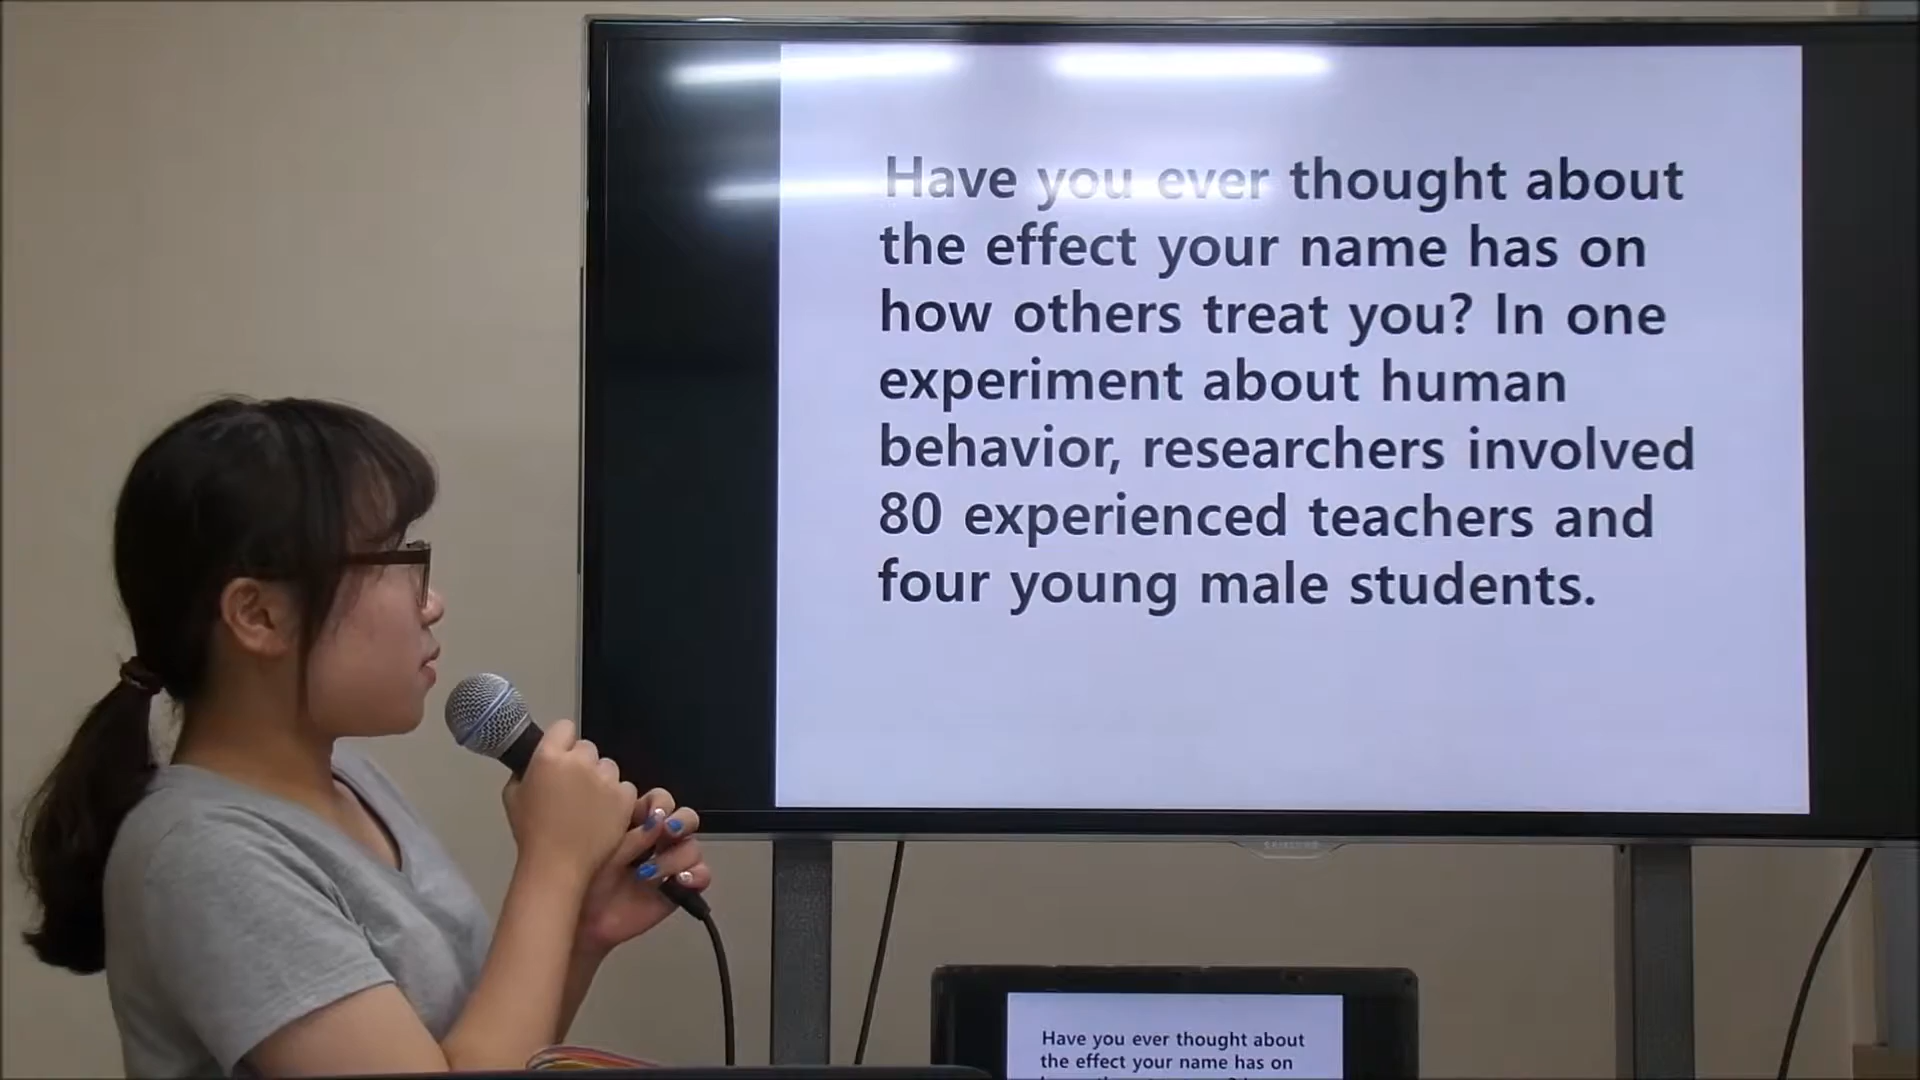 Have you ever thought about
the effect your name has on
how others treat you? In one
experiment about human
behavior, researchers involved
80 experienced teachers and
four young male students.
SAMSUNG
Have you ever thought about
the effect your name has on